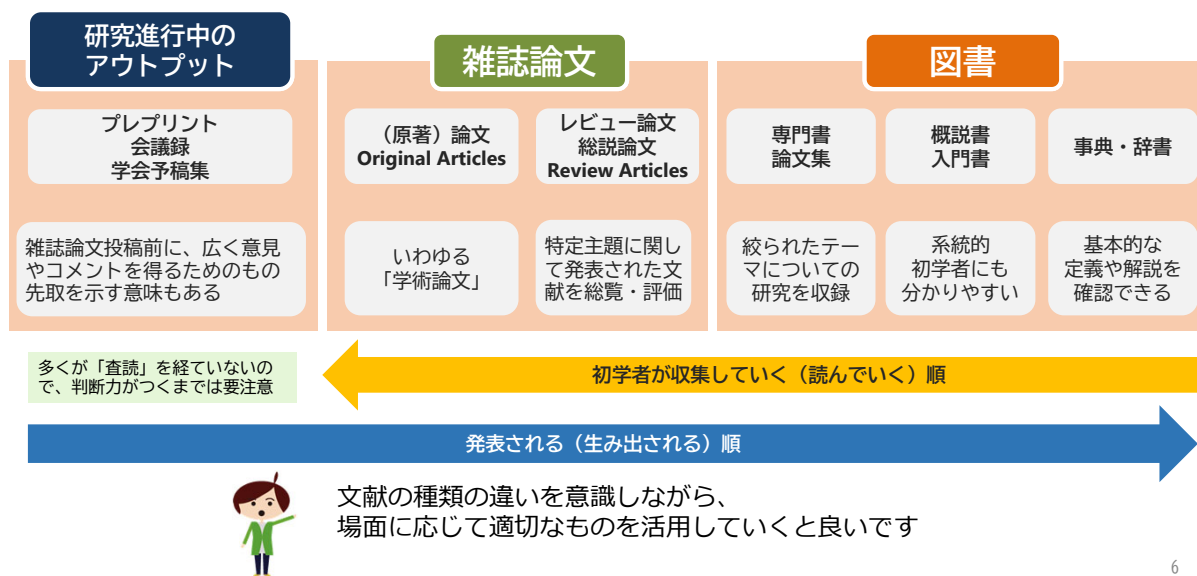 研究進行中の
アウトプット
プレプリント
会議録
学会予稿集
雑誌論文投稿前に、広く意見
やコメントを得るためのもの
先取を示す意味もある
雑誌論文
（原著）論文
Original Articles
いわゆる
「学術論文」
レビュー論文
総説論文
Review Articles
特定主題に関し
て発表された文
献を総覧・評価
図書
専門書
論文集
絞られたテー
マについての
研究を収録
概説書
入門書
系統的
初学者にも
分かりやすい
事典・辞書
基本的な
定義や解説を
確認できる
多くが「査読」を経ていないの
で、判断力がつくまでは要注意
初学者が収集していく（読んでいく）順
発表される（生み出される）順
文献の種類の違いを意識しながら、
場面に応じて適切なものを活用していくと良いです
6